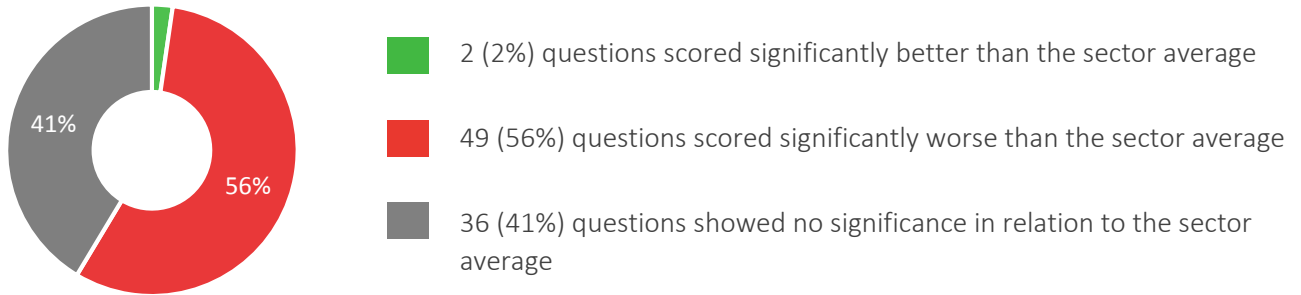 2 (2%) questions scored significantly better than the sector average
41%
49 (56%) questions scored significantly worse than the sector average
56%
36 (41%) questions showed no significance in relation to the sector
average